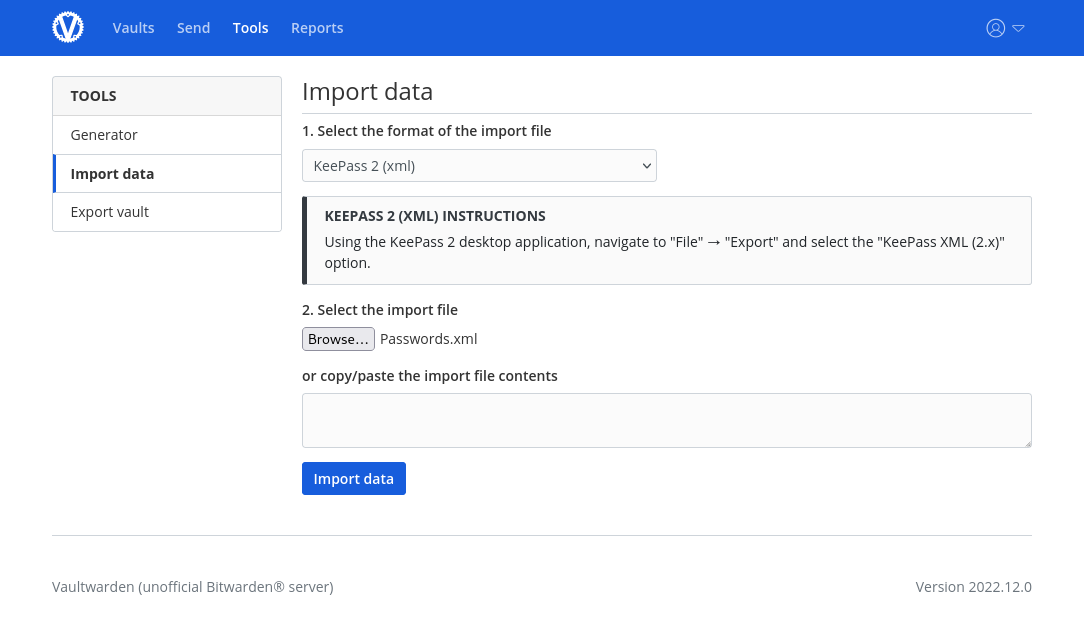 Vaults Send Tools Reports
TOOLS
Generator
Import data
Export vault
Import data
1. Select the format of the import file
KeePass 2 (xml)
KEEPASS 2 (XML) INSTRUCTIONS
Using the KeePass 2 desktop application, navigate to "File" → "Export" and select the "KeePass XML (2.x)"
option.
2. Select the import file
Browse... Passwords.xml
or copy/paste the import file contents
Import data
Vaultwarden (unofficial Bitwarden® server) Version 2022.12.0